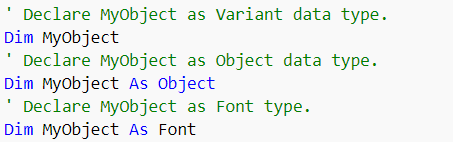 ' Declare MyObject as Variant data type.
Dim MyObject
' Declare MyObject as Object data type.
Dim MyObject As Object
' Declare MyObject as Font type.
Dim MyObject As Font